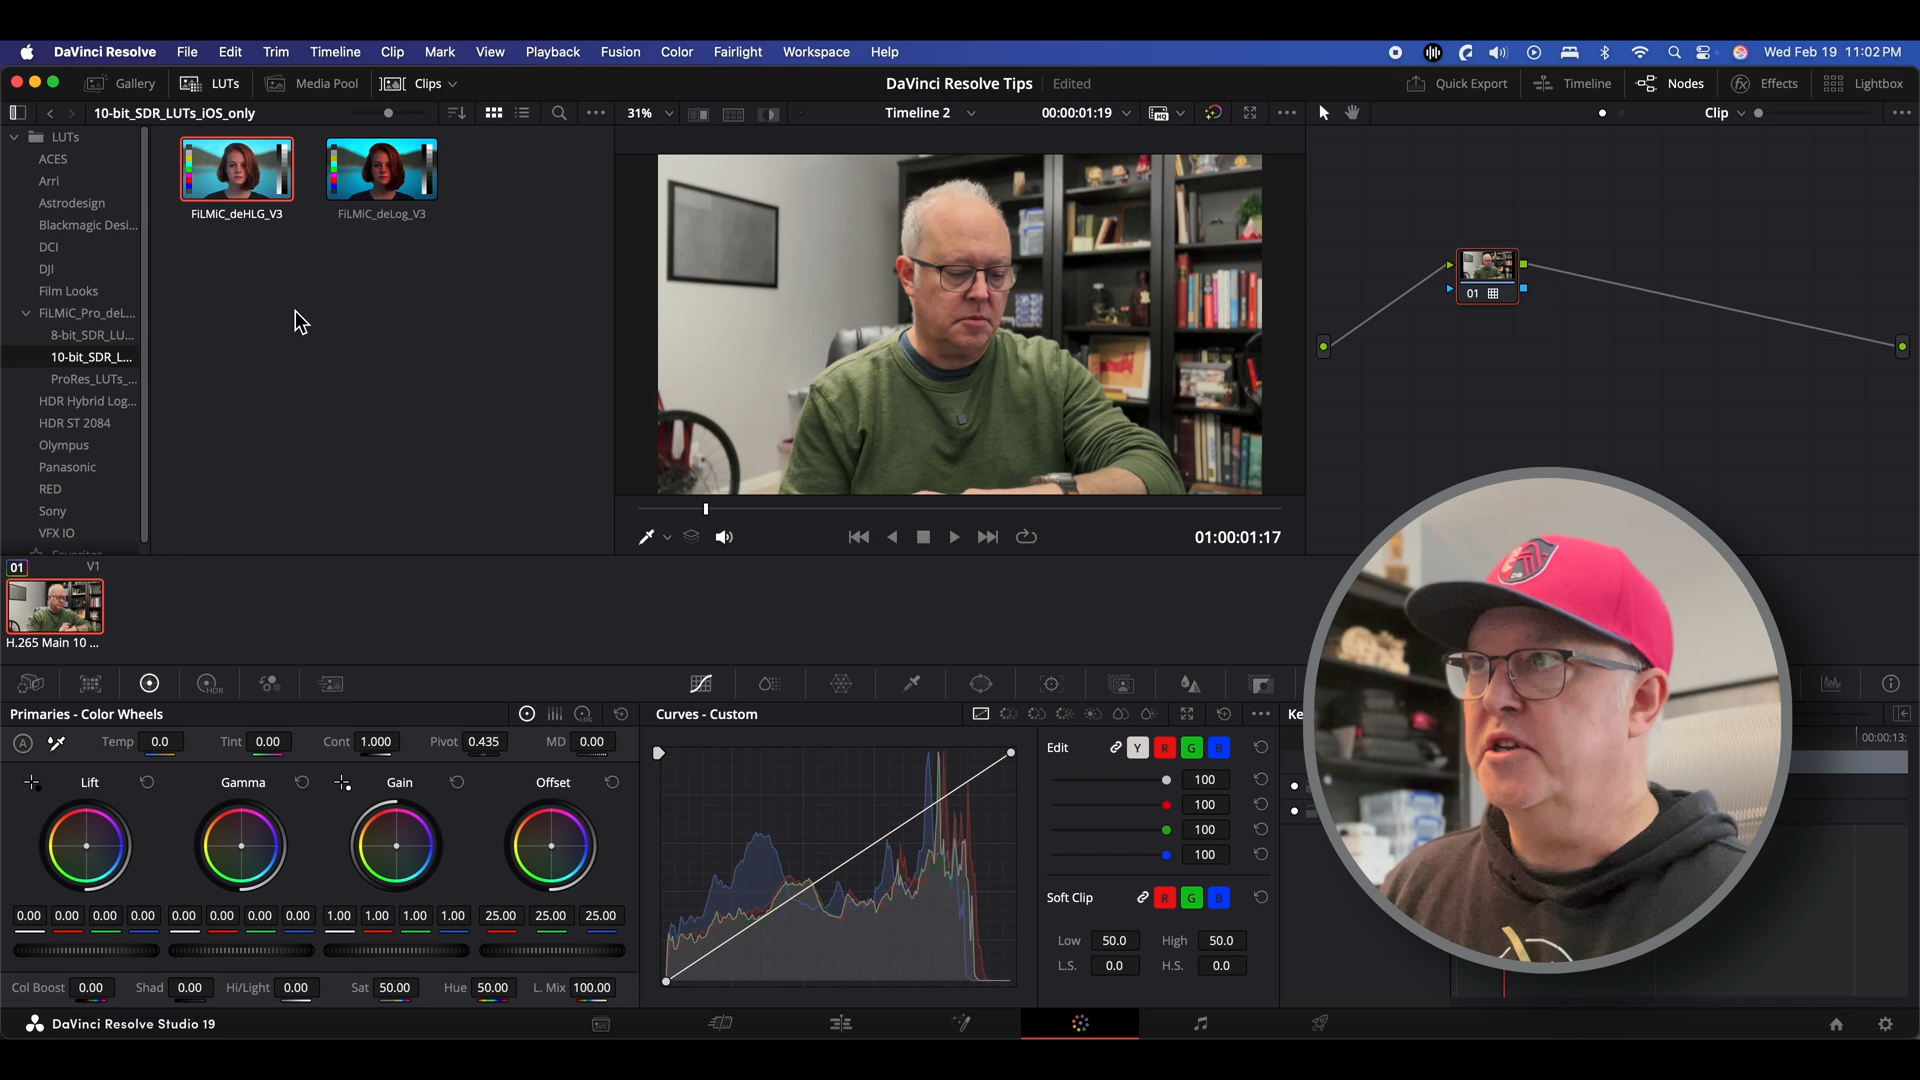 DaVinci Resolve File Edit Trim Timeline Clip Mark View Playback Fusion Color Fairlight Workspace Help Wed Feb 19 11:02 PM
Gallery LUTs Media Pool Clips DaVinci Resolve Tips Edited Quick Export Timeline Nodes Effects Lightbox
10-bit_SDR_LUTs_iOS_only 31% Timeline 2 00:00:01:19 HQ Clip
LUTs
ACES
Arri
Astrodesign
Blackmagic Desi...
DCI
DJI
Film Looks
FiLMiC_Pro_deL...
8-bit_SDR_LU...
10-bit_SDR_L...
ProRes_LUTs_...
HDR Hybrid Log...
HDR ST 2084
Olympus
Panasonic
RED
Sony
VFX IO
Favorites
FiLMiC_deHLG_V3 FiLMiC_deLog_V3
01
01:00:01:17
01 V1
H.265 Main 10 ...
HDR
Primaries - Color Wheels LOG
A Temp 0.0 Tint 0.00 Cont 1.000 Pivot 0.435 MD 0.00
Lift Gamma Gain Offset
0.00 0.00 0.00 0.00 0.00 0.00 0.00 0.00 1.00 1.00 1.00 1.00 25.00 25.00 25.00
Col Boost 0.00 Shad 0.00 Hi/Light 0.00 Sat 50.00 Hue 50.00 L. Mix 100.00
Curves - Custom
Edit Y R G B
100
100
100
100
Soft Clip R G B
Low 50.0 High 50.0
L.S. 0.0 H.S. 0.0
Ke
00:00:13:
DaVinci Resolve Studio 19